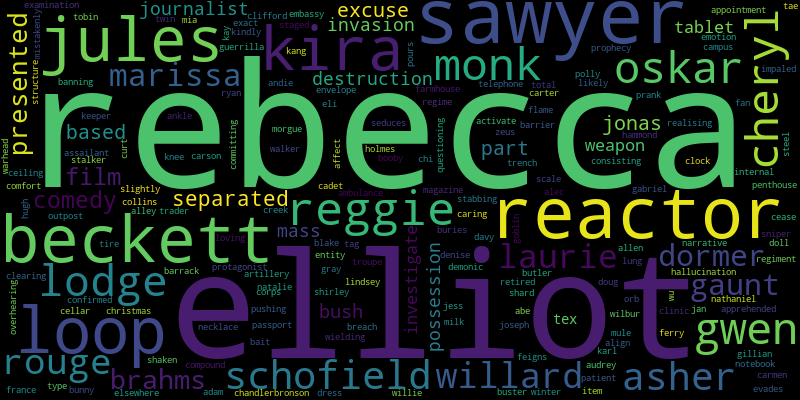 rebecca
elliot
sawyer
reactor
beckett
jules
kira
loop
reggie
monk
oskar
cheryl
gwen
lodge
rouge
schofield
willard
asher
gaunt
laurie
dormer
marissa
jonas
brahms
bush
comedy
film
separated
presented
based
destruction
invasion
excuse
journalist
tablet
weapon
part
mass
possession
investigate
tobin
twin
mia
examination
clifford
embassy
exact
kindly
staged
kay
guerrilla
kang
pours
appointment
tae
emotion
campus
prophecy
impaled
structure
mistakenly
banning
ryan
andie
farmhouse
regime
telephone
total
polly
likely
prank
realising
fan
steel
warhead
keeper
envelope
eli
carter
flame
barrier
activate
zeus
hammond
clock
ceiling
assailant
curt
ankle
morgue
walker
committing
affect
holmes
booby
chi
questioning
trench
consisting
internal
penthouse
stalker
knee
carson
seduces
comfort
slightly
collins
cadet
ambulance
magazine
stabbing
scale
alec
gabriel
caring
cease
sniper
hugh
outpost
alley
trader
creek
buries
davy
goblin
allen
narrative
regiment
tire
loving
blake
tag
troupe
denise
lung
doll
clearing
barrack
protagonist
entity
gray
lindsey
demonic
butler
doug
hallucination
wu
confirmed
artillery
natalie
corps
shirley
retired
shard
orb
clinic
nathaniel
overhearing
cellar
christmas
necklace
pushing
passport
breach
wielding
jess
milk
abe
joseph
tex
wilbur
mule
align
ferry
jan
apprehended
shaken
bait
feigns
karl
audrey
gillian
notebook
france
type
bunny
elsewhere
compound
adam
chandlerbronson
dress
willie
buster
winter
patient
item
carmen
evades